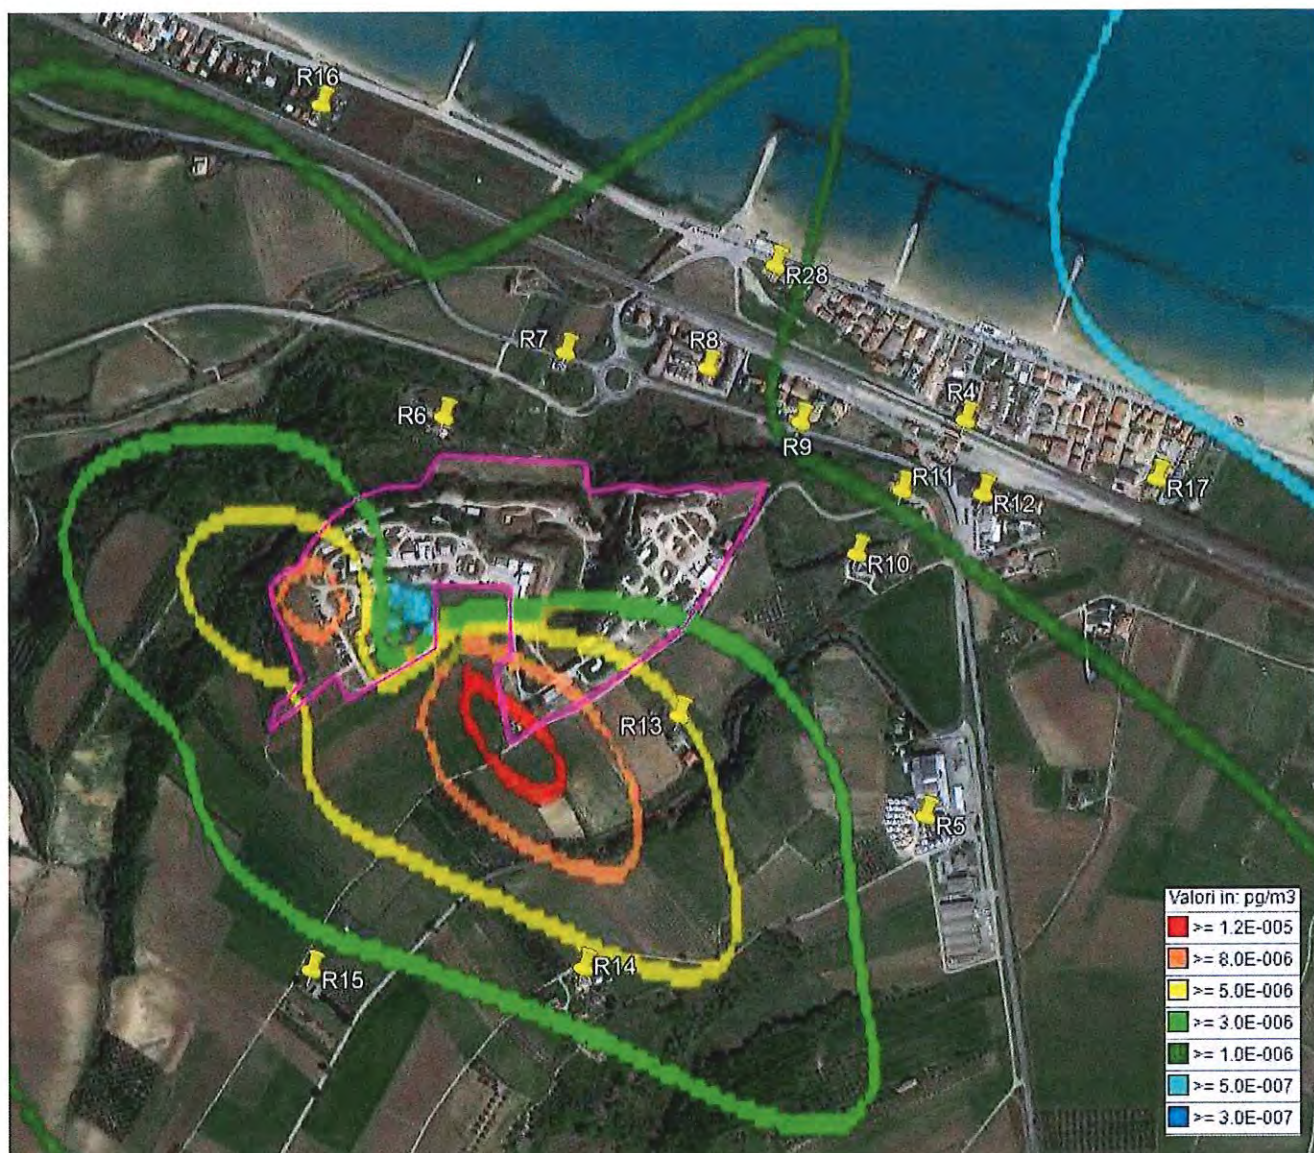 R16
R28
R7
R8
R6
R4
R9
R11
R12
R17
R10
R13
R5
R14
R15
Valori in: pg/m3
>= 1.2E-005
>= 8.0E-006
>= 5.0E-006
>= 3.0E-006
>= 1.0E-006
>= 5.0E-007
>= 3.0E-007